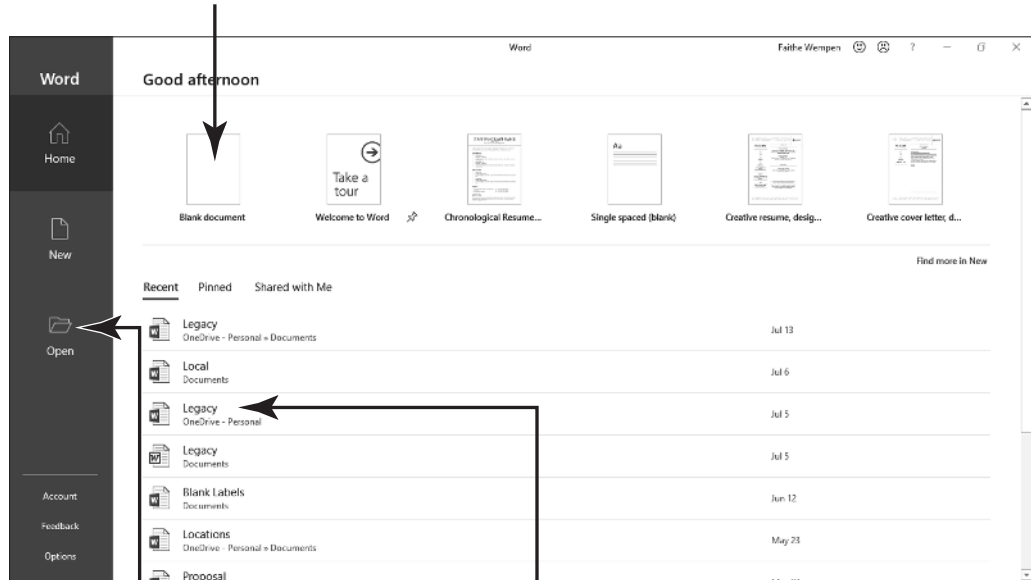 Word
Faithe Wempen
?
Word
Good afternoon
Home
New
Open
Account
Feedback
Options
Take a
tour
Aa
Blank document
Welcome to Word
Chronological Resume...
Single spaced (blank)
Creative resume, desig...
Creative cover letter, d...
Find more in New
Recent Pinned Shared with Me
Legacy
OneDrive - Personal » Documents
Jul 13
Local
Documents
Jul 6
Legacy
OneDrive - Personal
Jul 5
Legacy
Documents
Jul 5
Blank Labels
Documents
Jun 12
Locations
OneDrive - Personal » Documents
May 23
Proposal